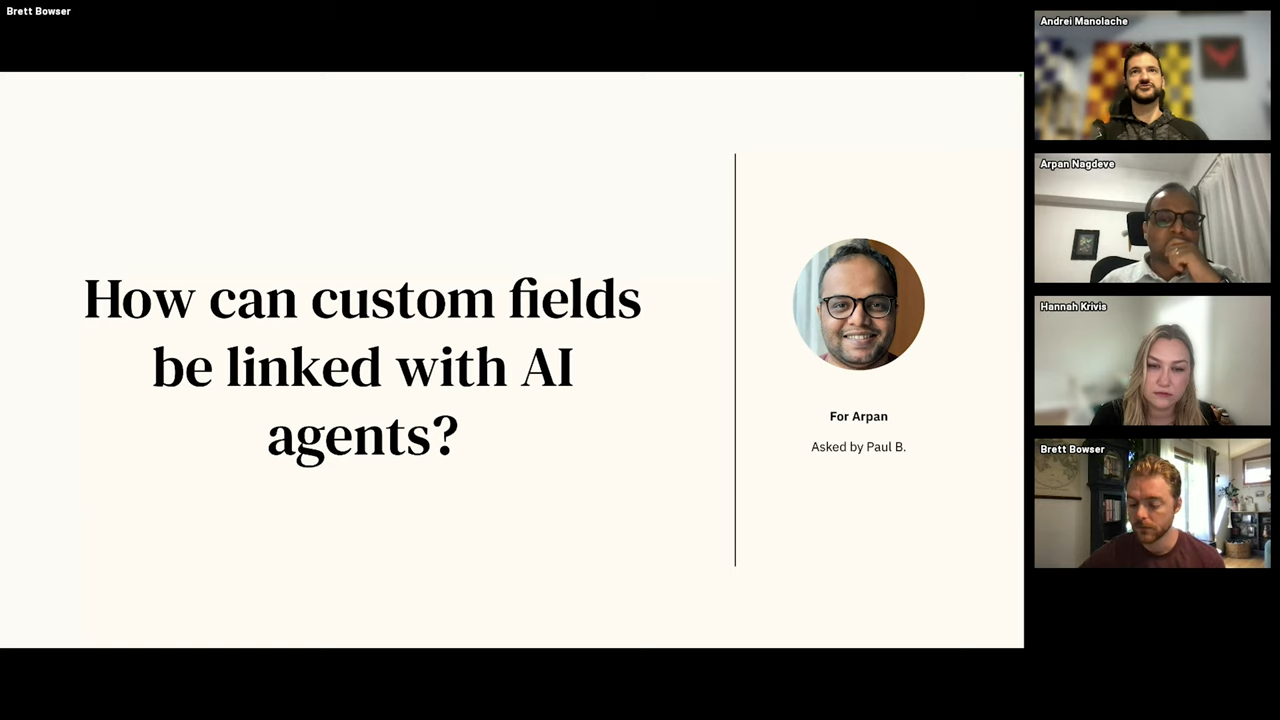 Brett Bowser
How can custom fields
be linked with AI
agents?
For Arpan
Asked by Paul B.
Andrei Manolache
Arpan Nagdeve
Hannah Krivis
Brett Bowser